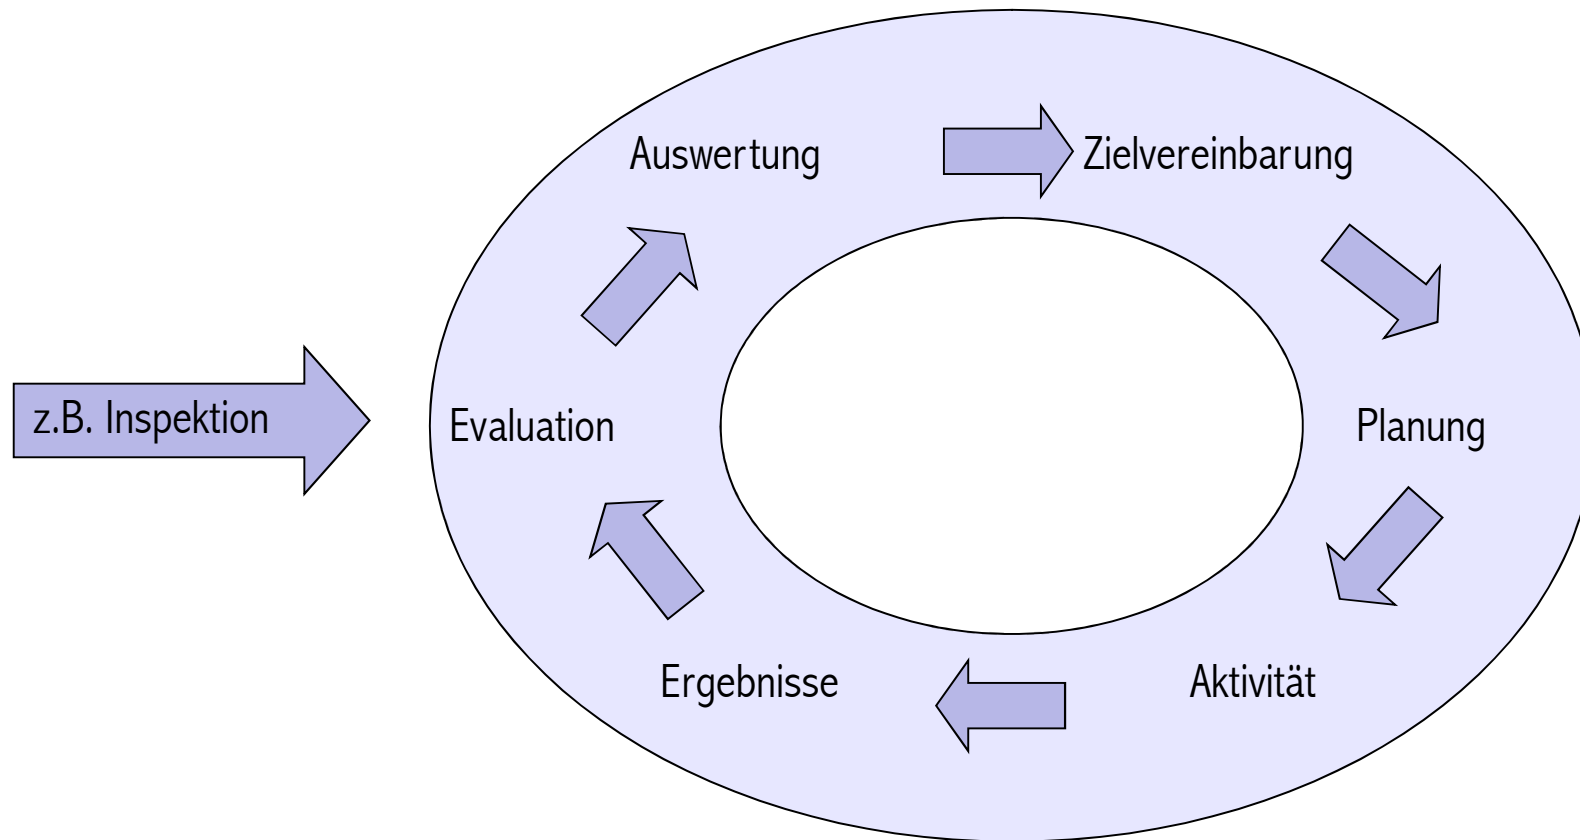 Auswertung
Zielvereinbarung
z.B. Inspektion
Evaluation
Planung
Ergebnisse
Aktivität